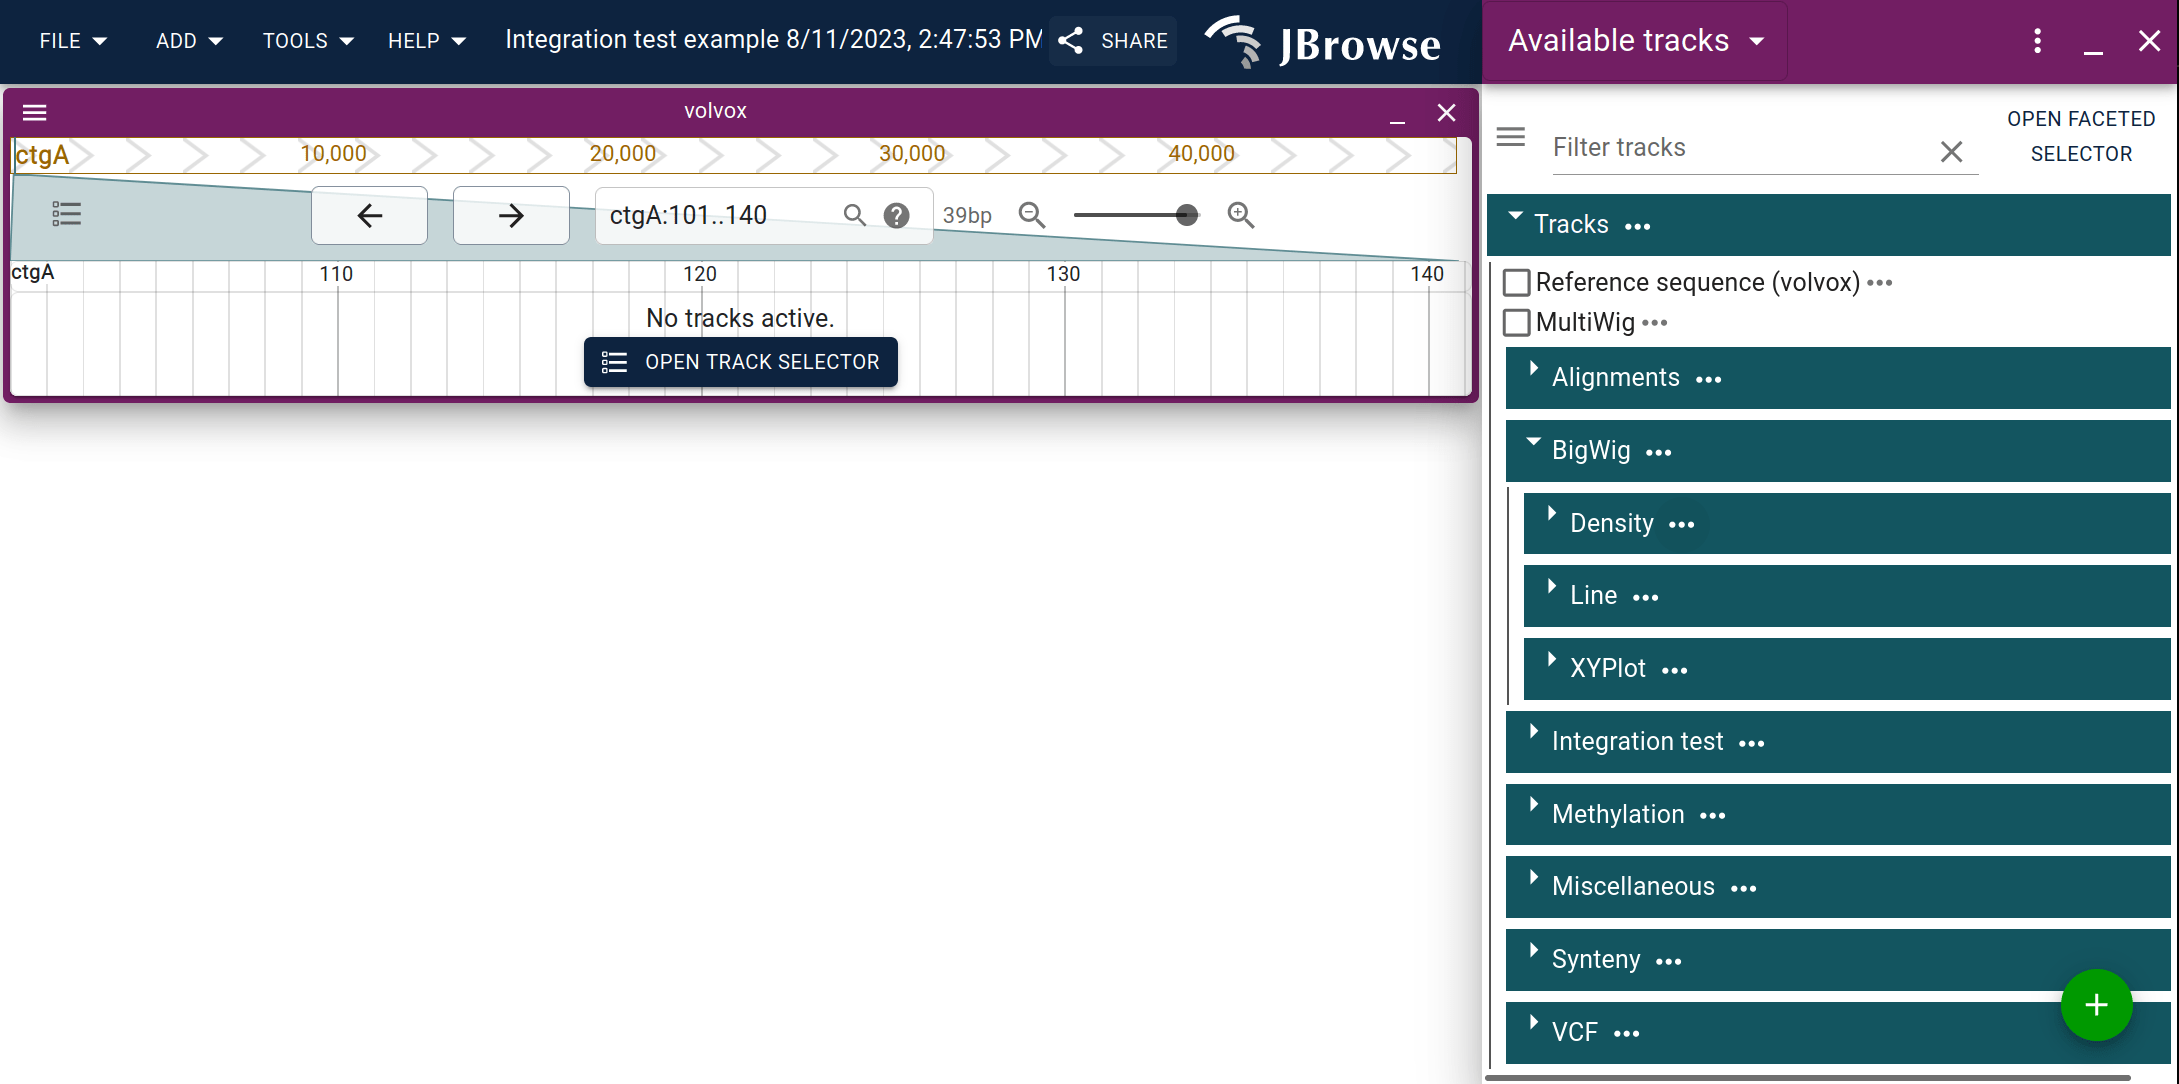 FILE ADD TOOLS HELP Integration test example 8/11/2023, 2:47:53 PM SHARE JBrowse
volvox
ctgA 10,000 20,000 30,000 40,000
ctgA:101..140 39bp
ctgA 110 120 130 140
No tracks active.
OPEN TRACK SELECTOR
Available tracks
Filter tracks
OPEN FACETED
SELECTOR
Tracks
Reference sequence (volvox)
MultiWig
Alignments
BigWig
Density
Line
XYPlot
Integration test
Methylation
Miscellaneous
Synteny
VCF